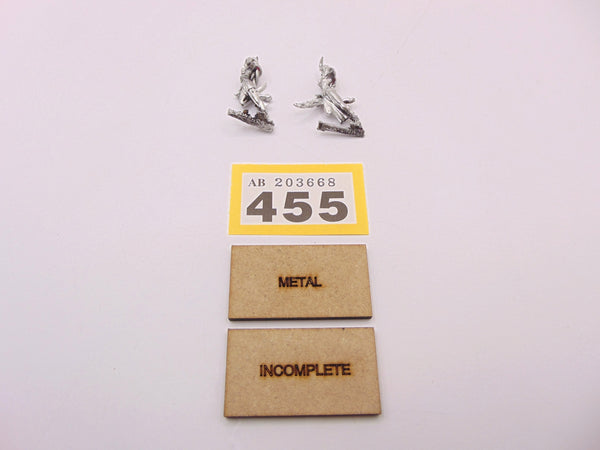 AB 203668
455
METAL
INCOMPLETE